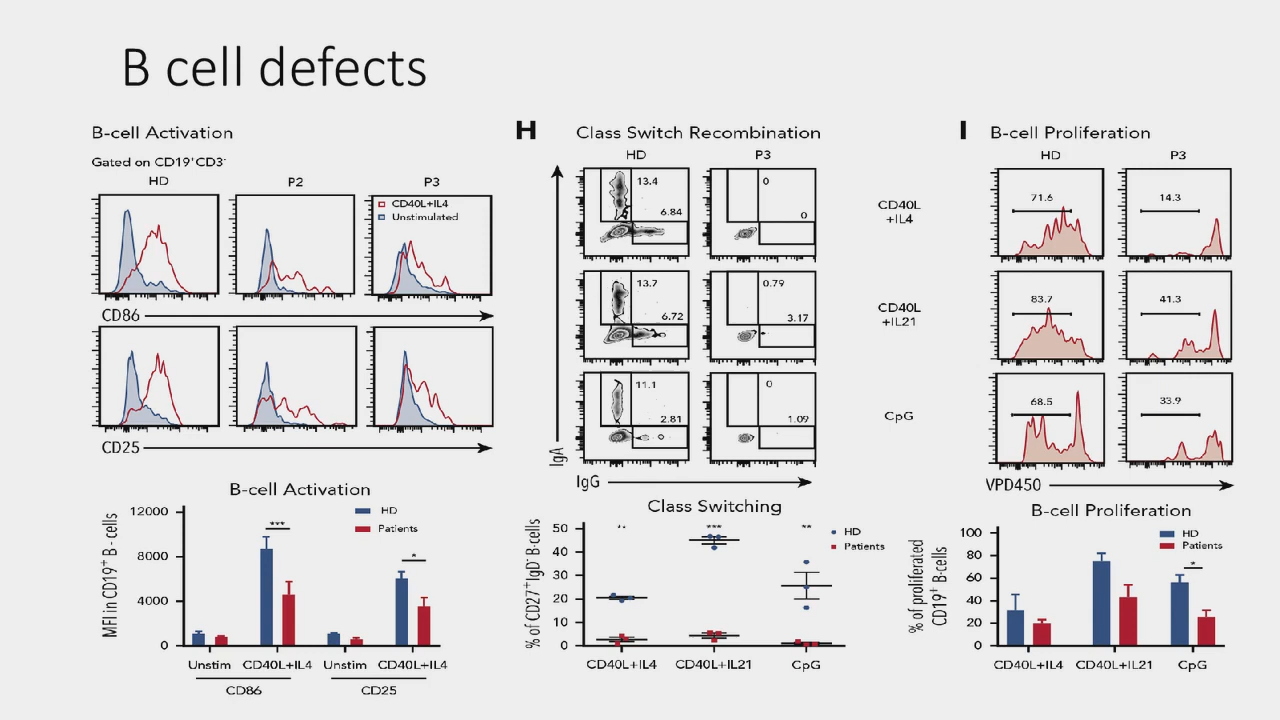 B cell defects
B-cell Activation
Gated on CD19+CD3-
HD
P2
P3
CD40L+IL4
Unstimulated
CD86
CD25
B-cell Activation
MFI in CD19+ B - cells
12000
8000
4000
0
***
*
HD
Patients
Unstim
CD40L+IL4
Unstim
CD40L+IL4
CD86
CD25
H
Class Switch Recombination
HD
P3
13.4
6.84
0
0
13.7
6.72
0.79
3.17
11.1
2.81
0
1.09
IgA
IgG
Class Switching
% of CD27+IgD- B-cells
50
40
30
20
10
0
**
***
**
HD
Patients
CD40L+IL4
CD40L+IL21
CpG
I
B-cell Proliferation
HD
P3
CD40L
+IL4
71.6
14.3
CD40L
+IL21
83.7
41.3
CpG
68.5
33.9
VPD450
B-cell Proliferation
% of proliferated
CD19+ B-cells
100
80
60
40
20
0
HD
Patients
*
CD40L+IL4
CD40L+IL21
CpG